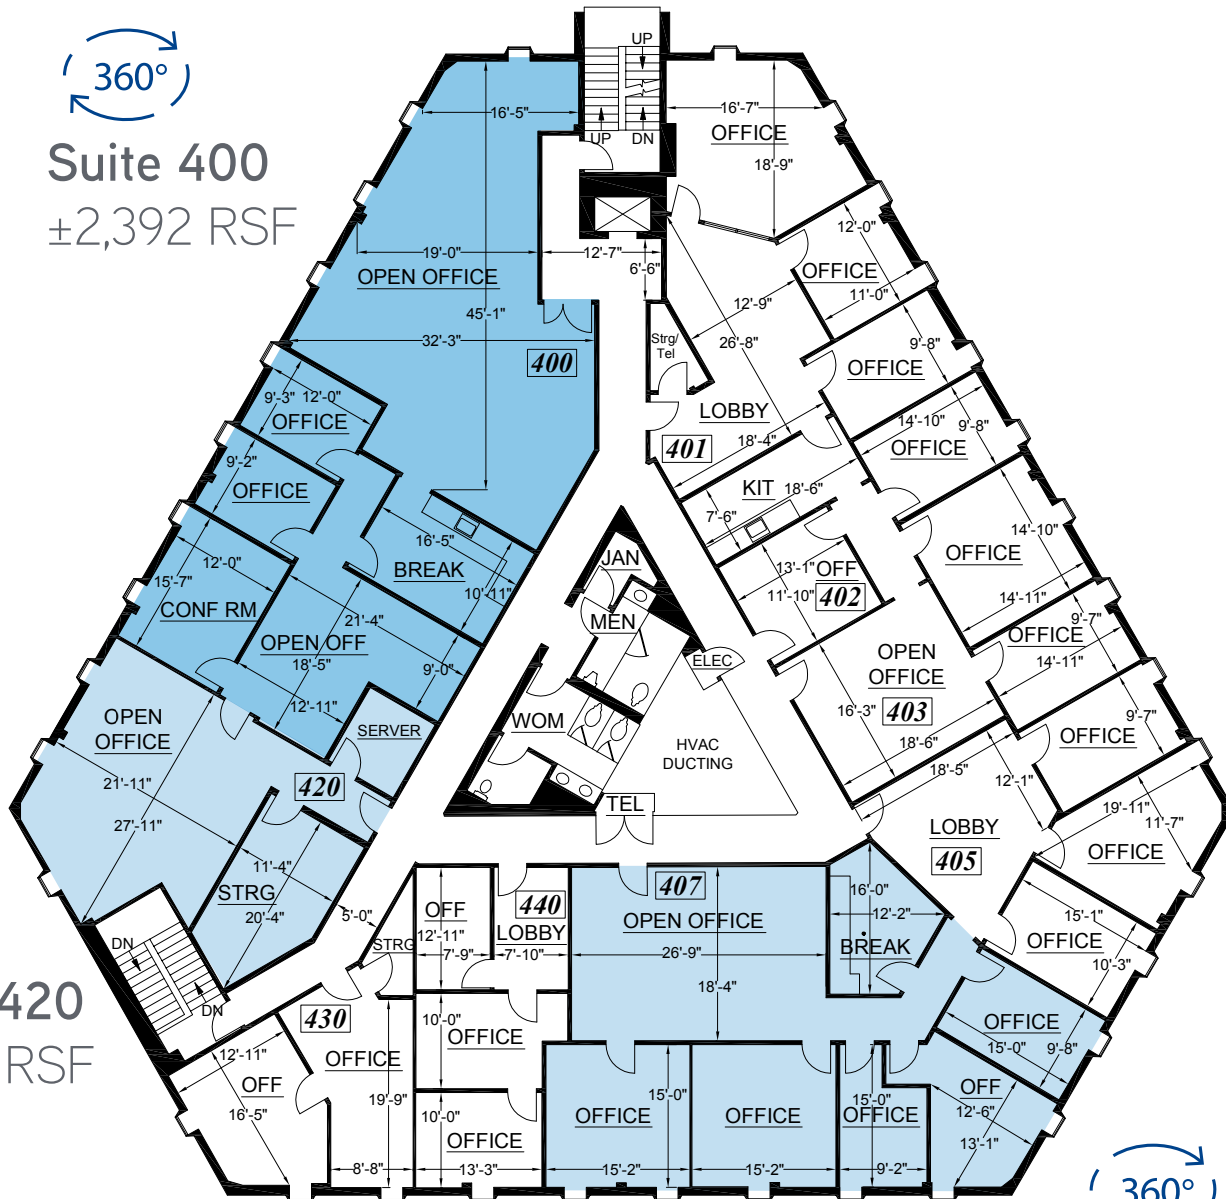 360°
Suite 400
±2,392 RSF
UP
UP
DN
16'-5"
16'-7"
OFFICE
18'-9"
19'-0"
OPEN OFFICE
45'-1"
32'-3"
400
12'-7"
6'-6"
12'-0"
OFFICE
11'-0"
12'-9"
26'-8"
Strg/
Tel
LOBBY
401
18'-4"
9'-8"
OFFICE
14'-10"
9'-8"
OFFICE
9'-3"
12'-0"
OFFICE
9'-2"
OFFICE
KIT
18'-6"
7'-6"
16'-5"
BREAK
10'-11"
15'-7"
12'-0"
CONF RM
13'-1"
OFF
11'-10"
402
14'-10"
OFFICE
14'-11"
JAN
MEN
ELEC
WOM
HVAC
DUCTING
TEL
21'-4"
OPEN OFF
18'-5"
9'-0"
12'-11"
SERVER
OPEN
OFFICE
403
16'-3"
18'-6"
9'-7"
OFFICE
14'-11"
9'-7"
OFFICE
OPEN
OFFICE
21'-11"
27'-11"
420
11'-4"
STRG
20'-4"
5'-0"
18'-5"
12'-1"
LOBBY
405
19'-11"
11'-7"
OFFICE
15'-1"
OFFICE
10'-3"
STRG
OFF
12'-11"
7'-9"
440
LOBBY
7'-10"
407
OPEN OFFICE
26'-9"
18'-4"
16'-0"
12'-2"
BREAK
DN
DN
420
RSF
430
12'-11"
OFF
16'-5"
OFFICE
19'-9"
8'-8"
10'-0"
OFFICE
10'-0"
OFFICE
13'-3"
15'-0"
OFFICE
15'-2"
OFFICE
15'-2"
15'-0"
OFFICE
9'-2"
OFFICE
15'-0"
9'-8"
OFF
12'-6"
13'-1"
360°